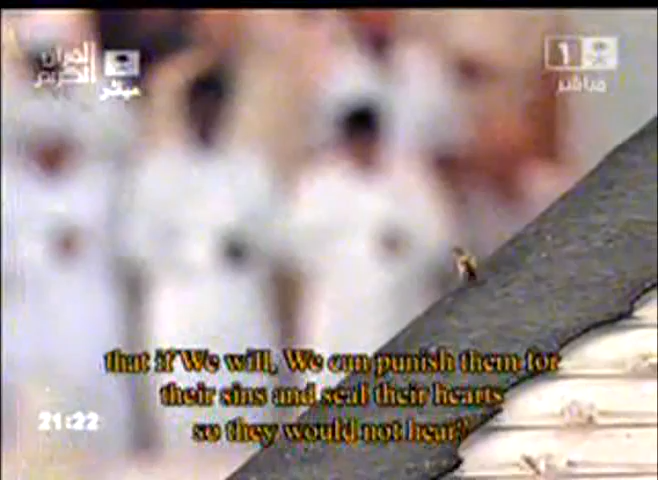 القرآن
الكريم
مباشر
1
مباشر
that if We will, We can punish them for
their sins and seal their hearts
so they would not hear?
21:22